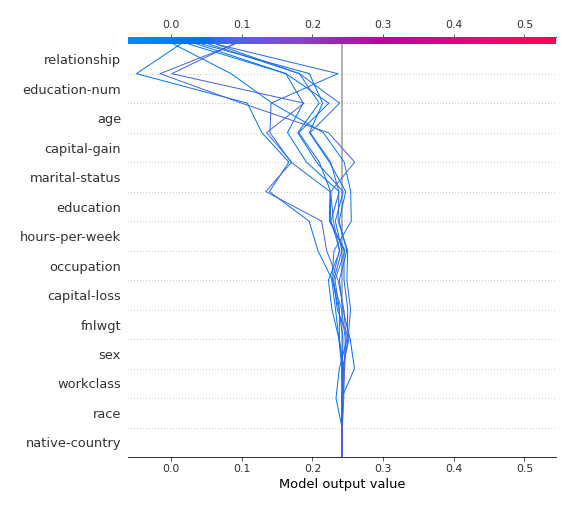 0.0 0.1 0.2 0.3 0.4 0.5
relationship
education-num
age
capital-gain
marital-status
education
hours-per-week
occupation
capital-loss
fnlwgt
sex
workclass
race
native-country
0.0 0.1 0.2 0.3 0.4 0.5
Model output value